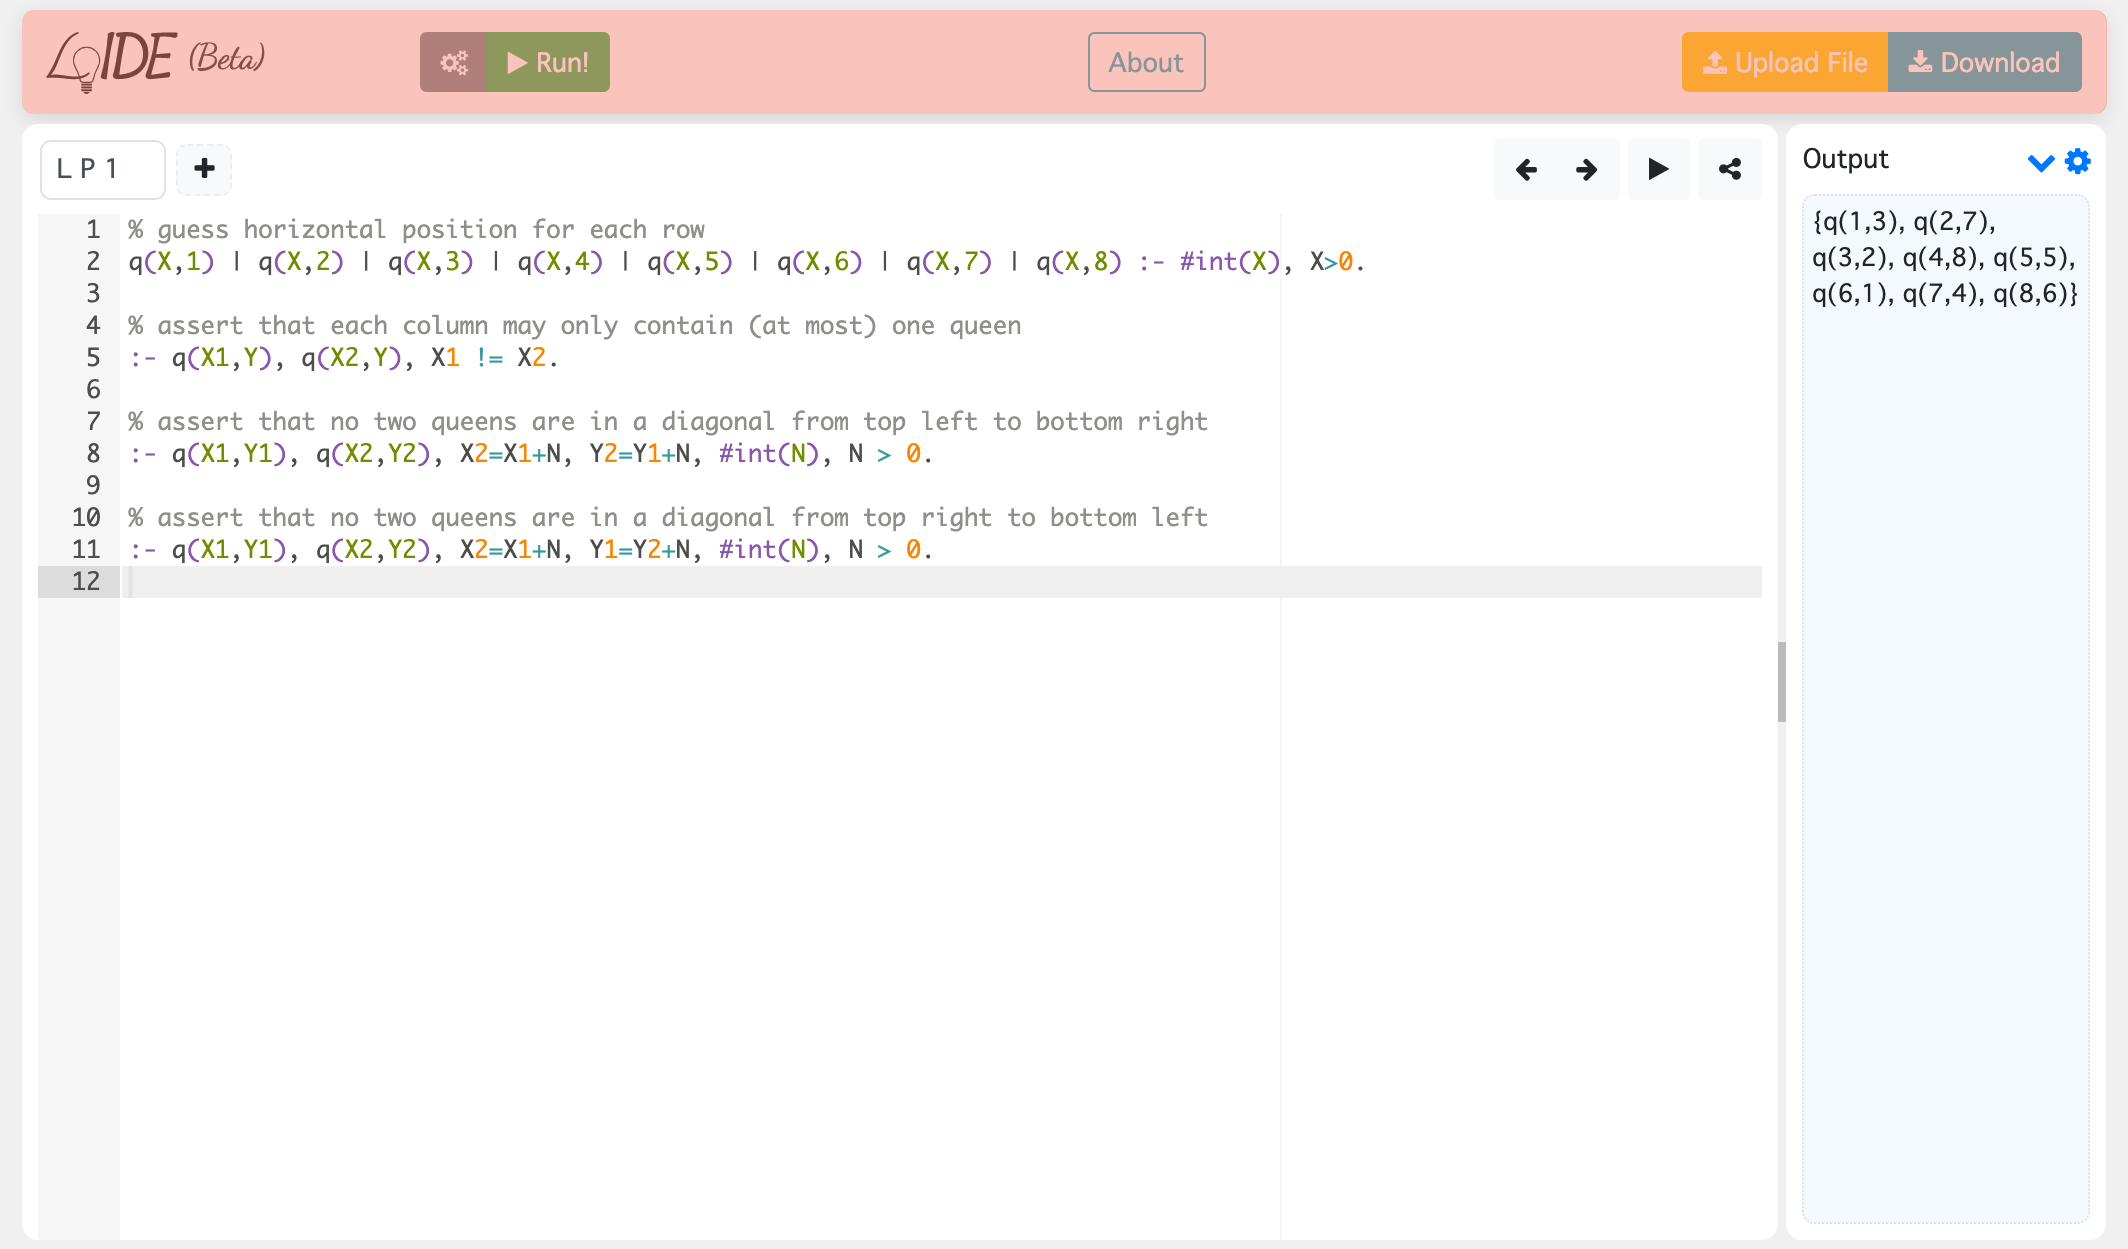 LoIDE (Beta)
Run!
About
Upload File
Download
L P 1
Output
1 % guess horizontal position for each row
2 q(X,1) | q(X,2) | q(X,3) | q(X,4) | q(X,5) | q(X,6) | q(X,7) | q(X,8) :- #int(X), X>0.
3
4 % assert that each column may only contain (at most) one queen
5 :- q(X1,Y), q(X2,Y), X1 != X2.
6
7 % assert that no two queens are in a diagonal from top left to bottom right
8 :- q(X1,Y1), q(X2,Y2), X2=X1+N, Y2=Y1+N, #int(N), N > 0.
9
10 % assert that no two queens are in a diagonal from top right to bottom left
11 :- q(X1,Y1), q(X2,Y2), X2=X1+N, Y1=Y2+N, #int(N), N > 0.
12
{q(1,3), q(2,7),
q(3,2), q(4,8), q(5,5),
q(6,1), q(7,4), q(8,6)}